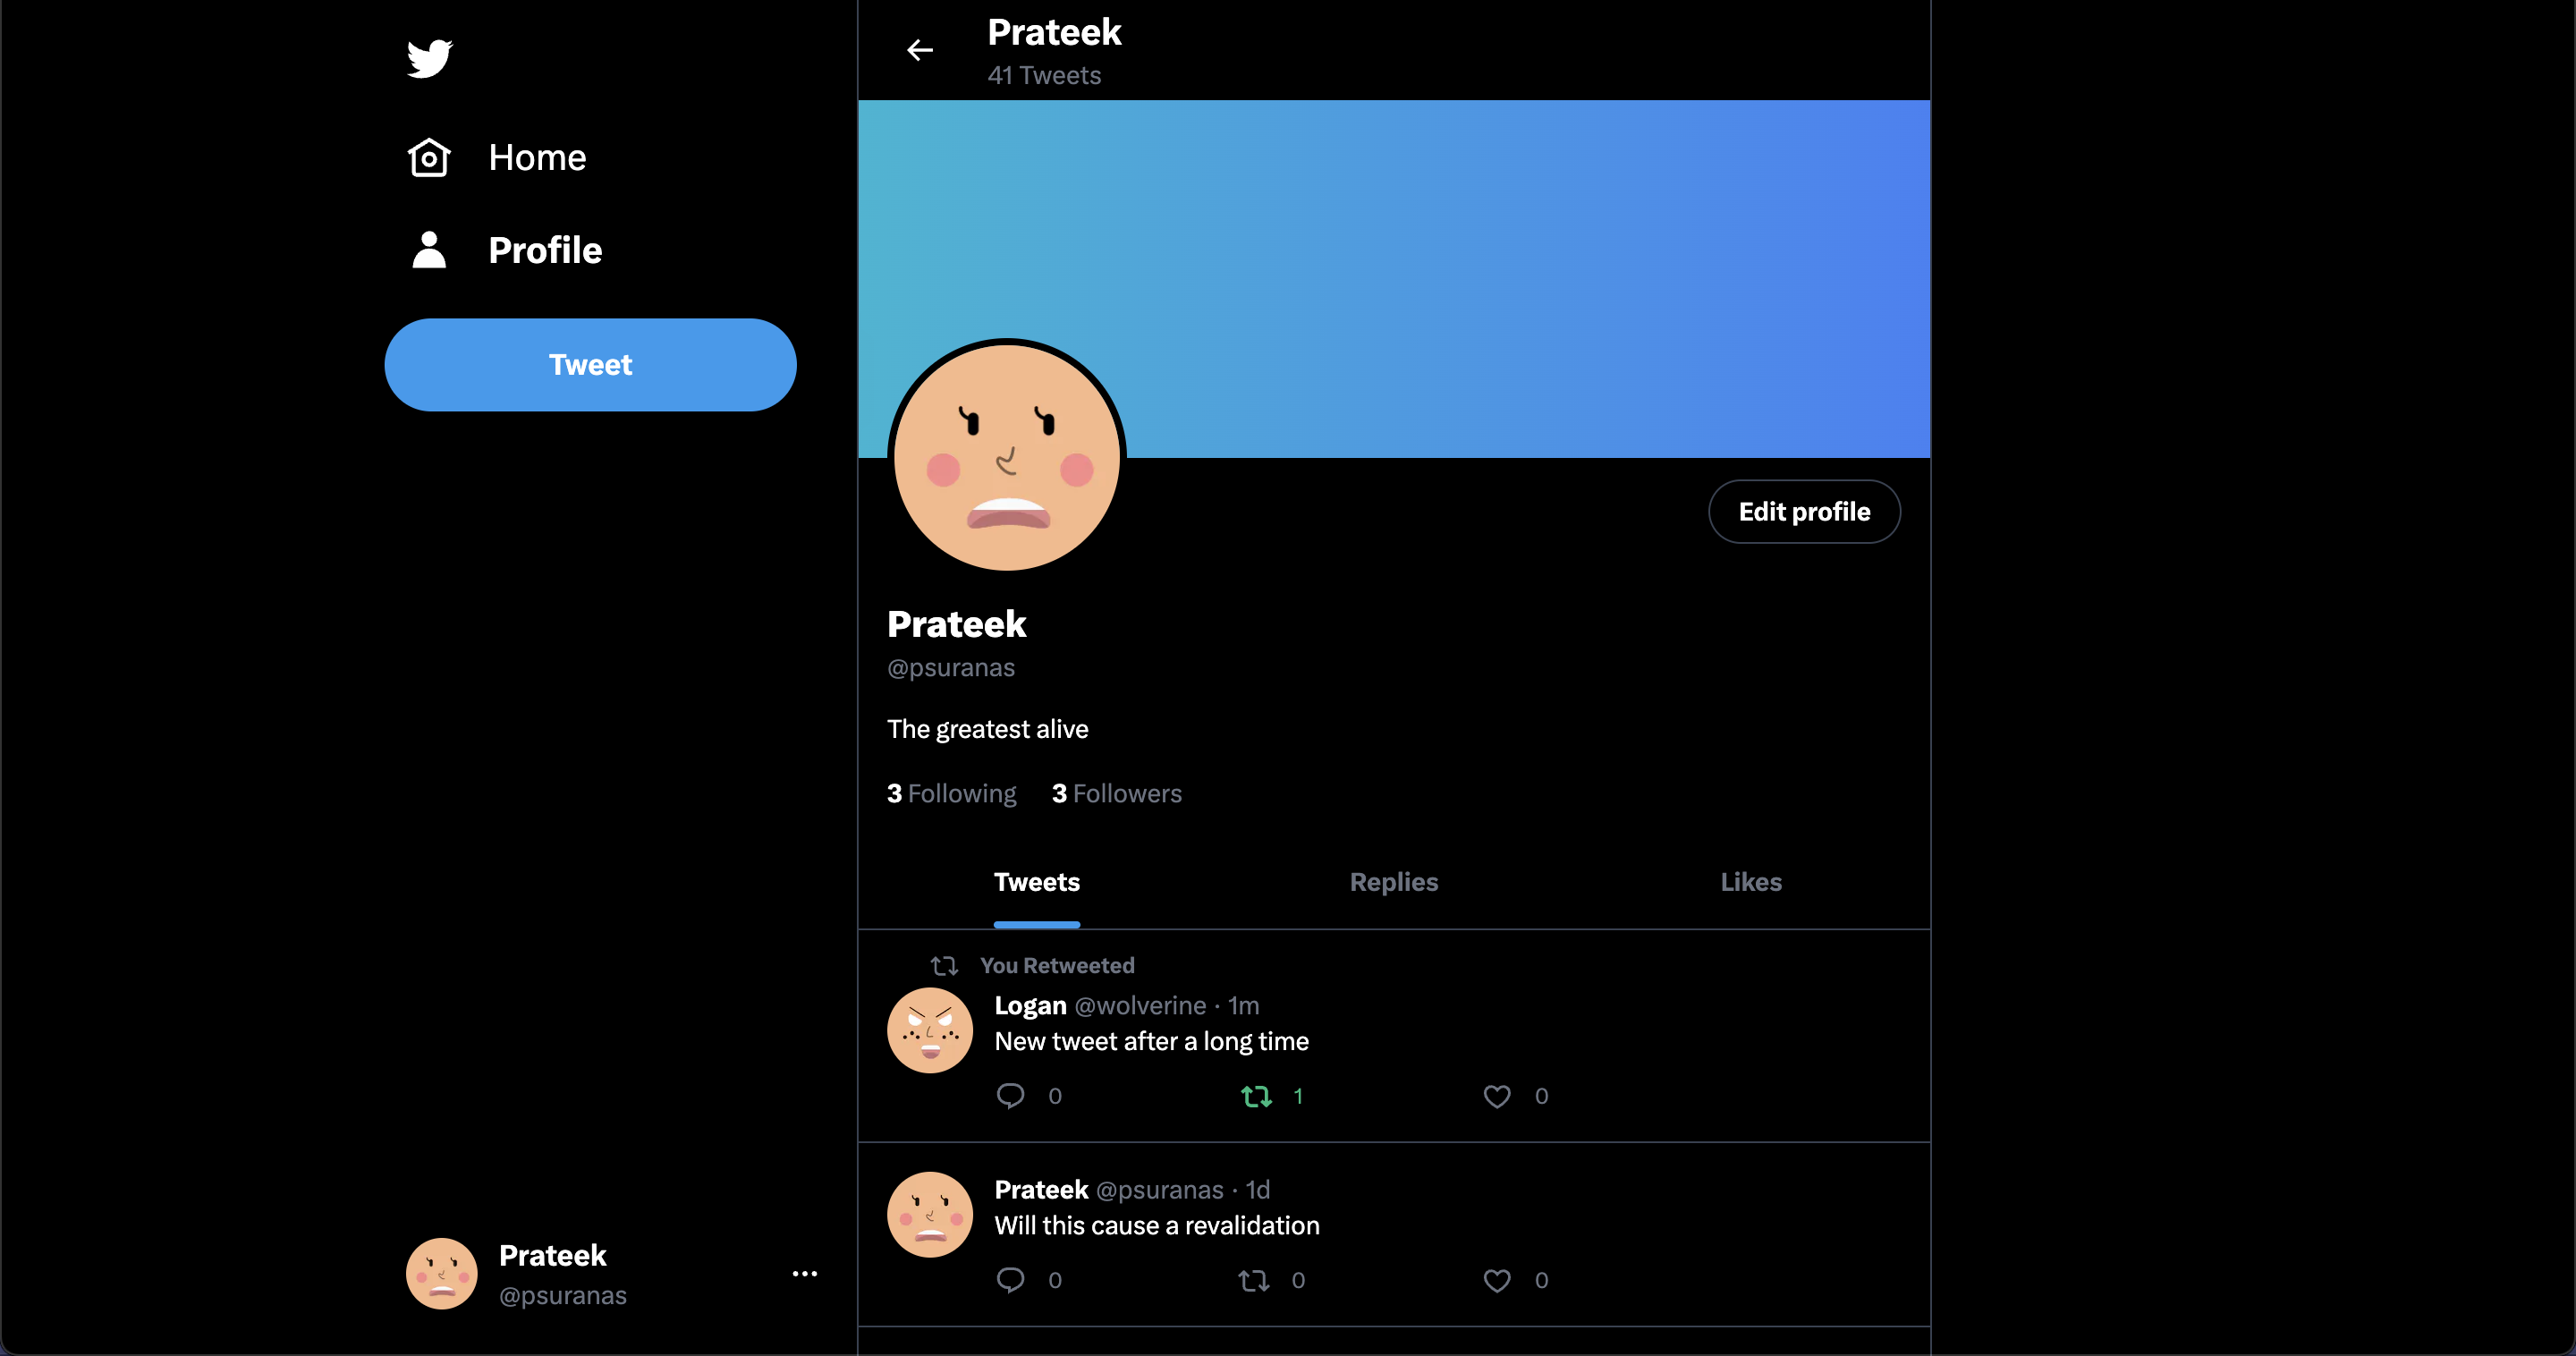 Home
Profile
Tweet
Prateek
@psuranas
Prateek
41 Tweets
Edit profile
Prateek
@psuranas
The greatest alive
3 Following 3 Followers
Tweets Replies Likes
You Retweeted
Logan @wolverine · 1m
New tweet after a long time
0 1 0
Prateek @psuranas · 1d
Will this cause a revalidation
0 0 0